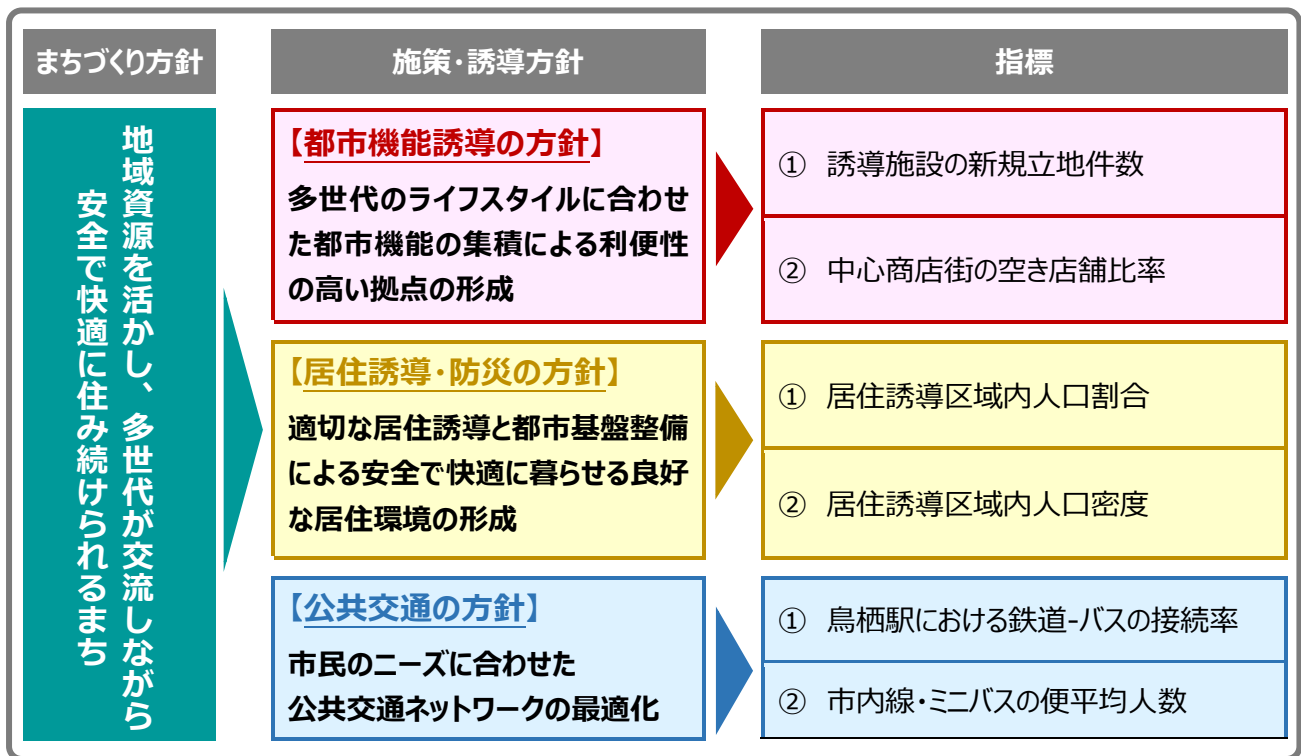 まちづくり方針
施策・誘導方針
指標
地域資源を活かし、多世代が交流しながら
安全で快適に住み続けられるまち
【都市機能誘導の方針】
多世代のライフスタイルに合わせ
た都市機能の集積による利便性
の高い拠点の形成
① 誘導施設の新規立地件数
② 中心商店街の空き店舗比率
【居住誘導・防災の方針】
適切な居住誘導と都市基盤整備
による安全で快適に暮らせる良好
な居住環境の形成
① 居住誘導区域内人口割合
② 居住誘導区域内人口密度
【公共交通の方針】
市民のニーズに合わせた
公共交通ネットワークの最適化
① 鳥栖駅における鉄道-バスの接続率
② 市内線・ミニバスの便平均人数